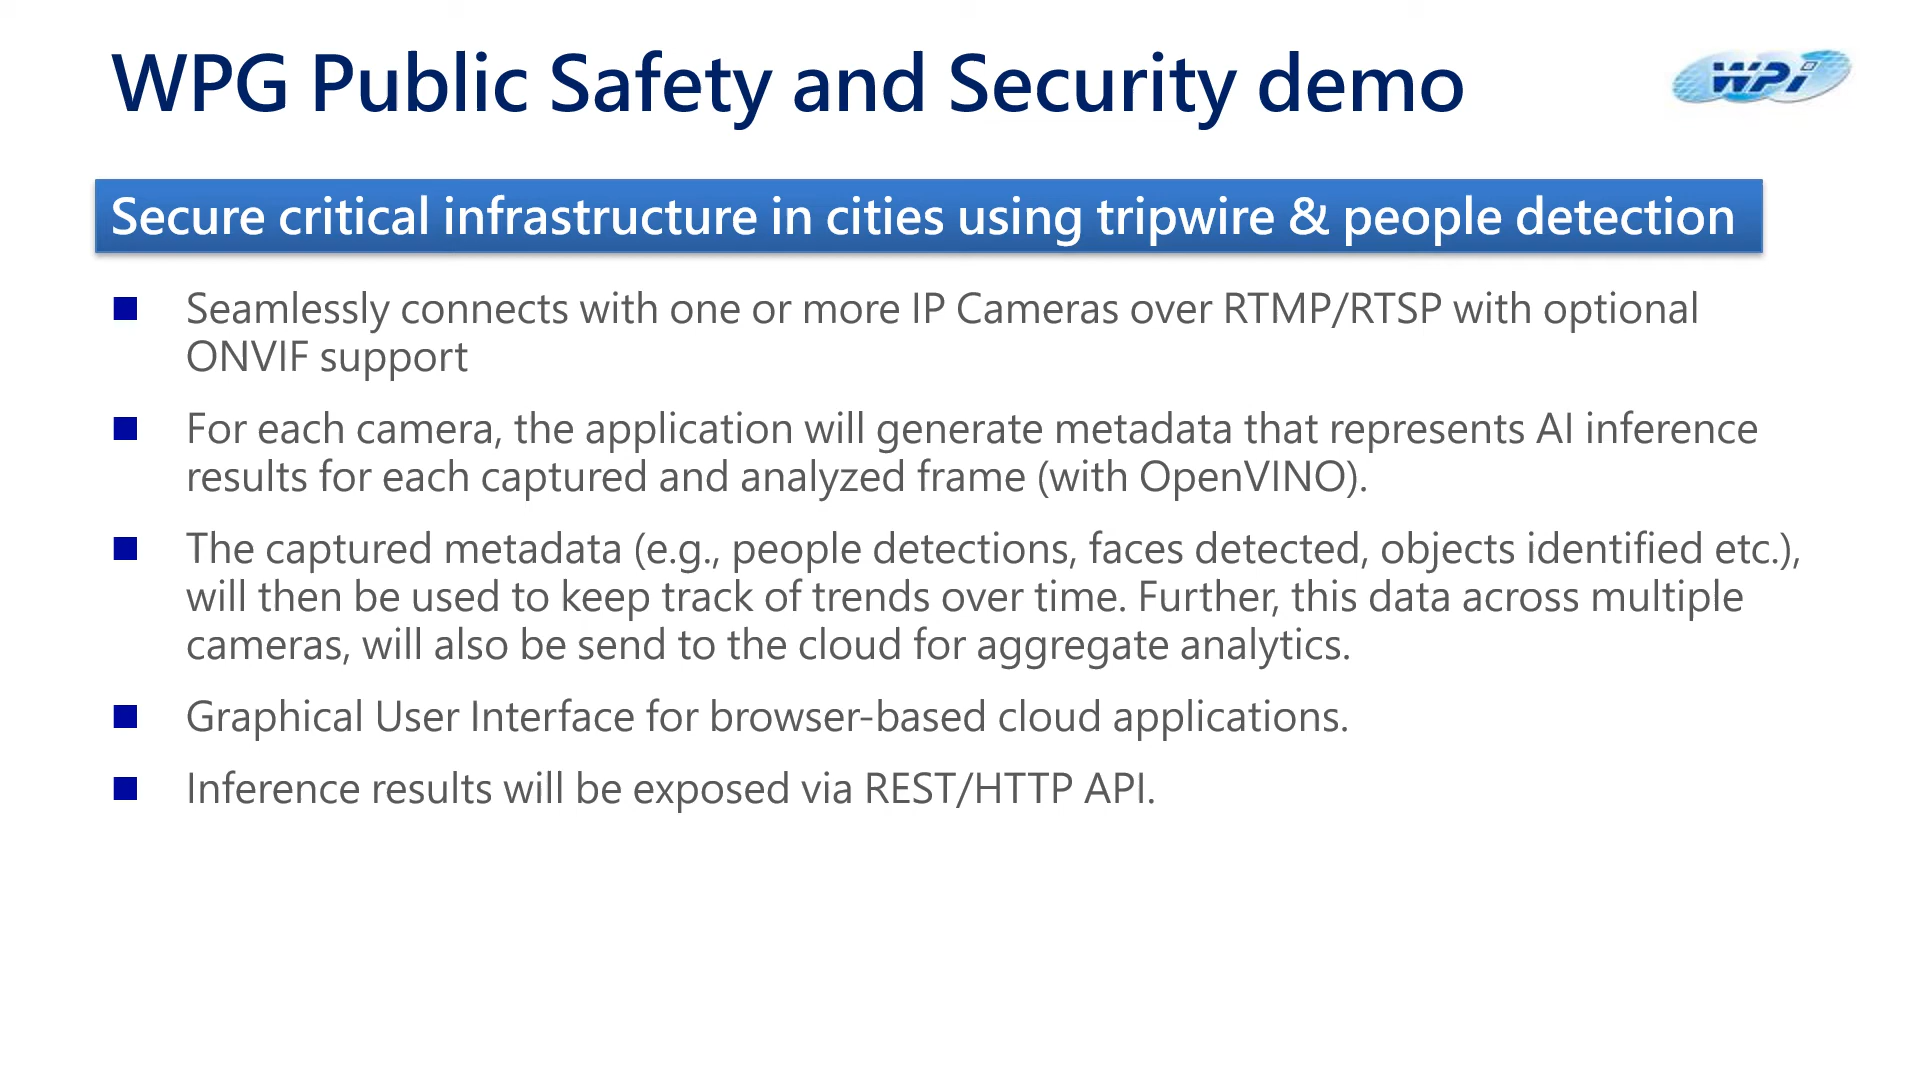 WPG Public Safety and Security demo
WPi
Secure critical infrastructure in cities using tripwire & people detection
Seamlessly connects with one or more IP Cameras over RTMP/RTSP with optional
ONVIF support
For each camera, the application will generate metadata that represents AI inference
results for each captured and analyzed frame (with OpenVINO).
The captured metadata (e.g., people detections, faces detected, objects identified etc.),
will then be used to keep track of trends over time. Further, this data across multiple
cameras, will also be send to the cloud for aggregate analytics.
Graphical User Interface for browser-based cloud applications.
Inference results will be exposed via REST/HTTP API.